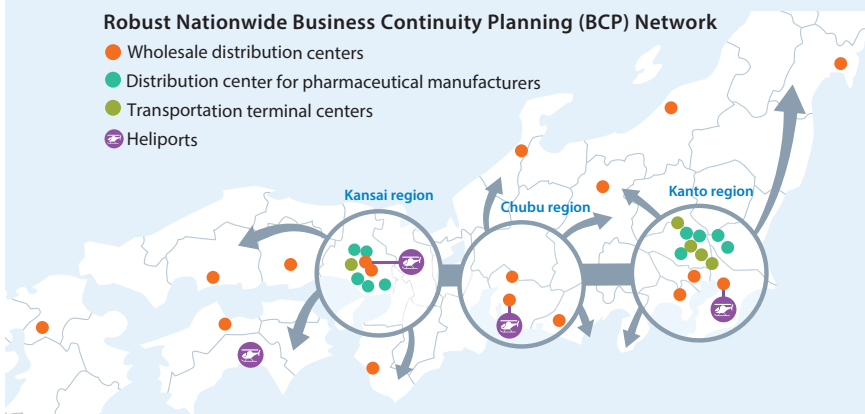 Robust Nationwide Business Continuity Planning (BCP) Network
Wholesale distribution centers
Distribution center for pharmaceutical manufacturers
Transportation terminal centers
Heliports
Kansai region
Chubu region
Kanto region